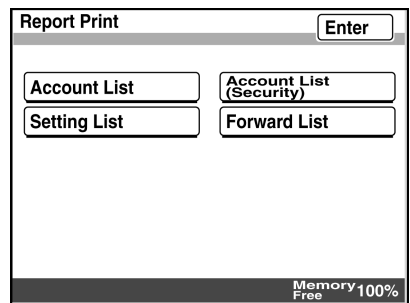 Report Print
Enter
Account List
Account List
(Security)
Setting List
Forward List
Memory
Free 100%